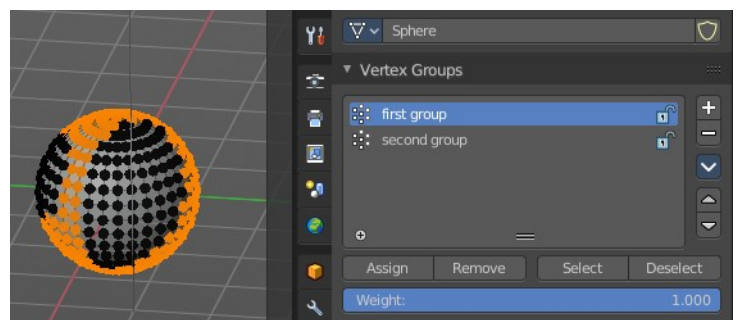 Sphere
Vertex Groups
first group
second group
Assign Remove Select Deselect
Weight: 1.000